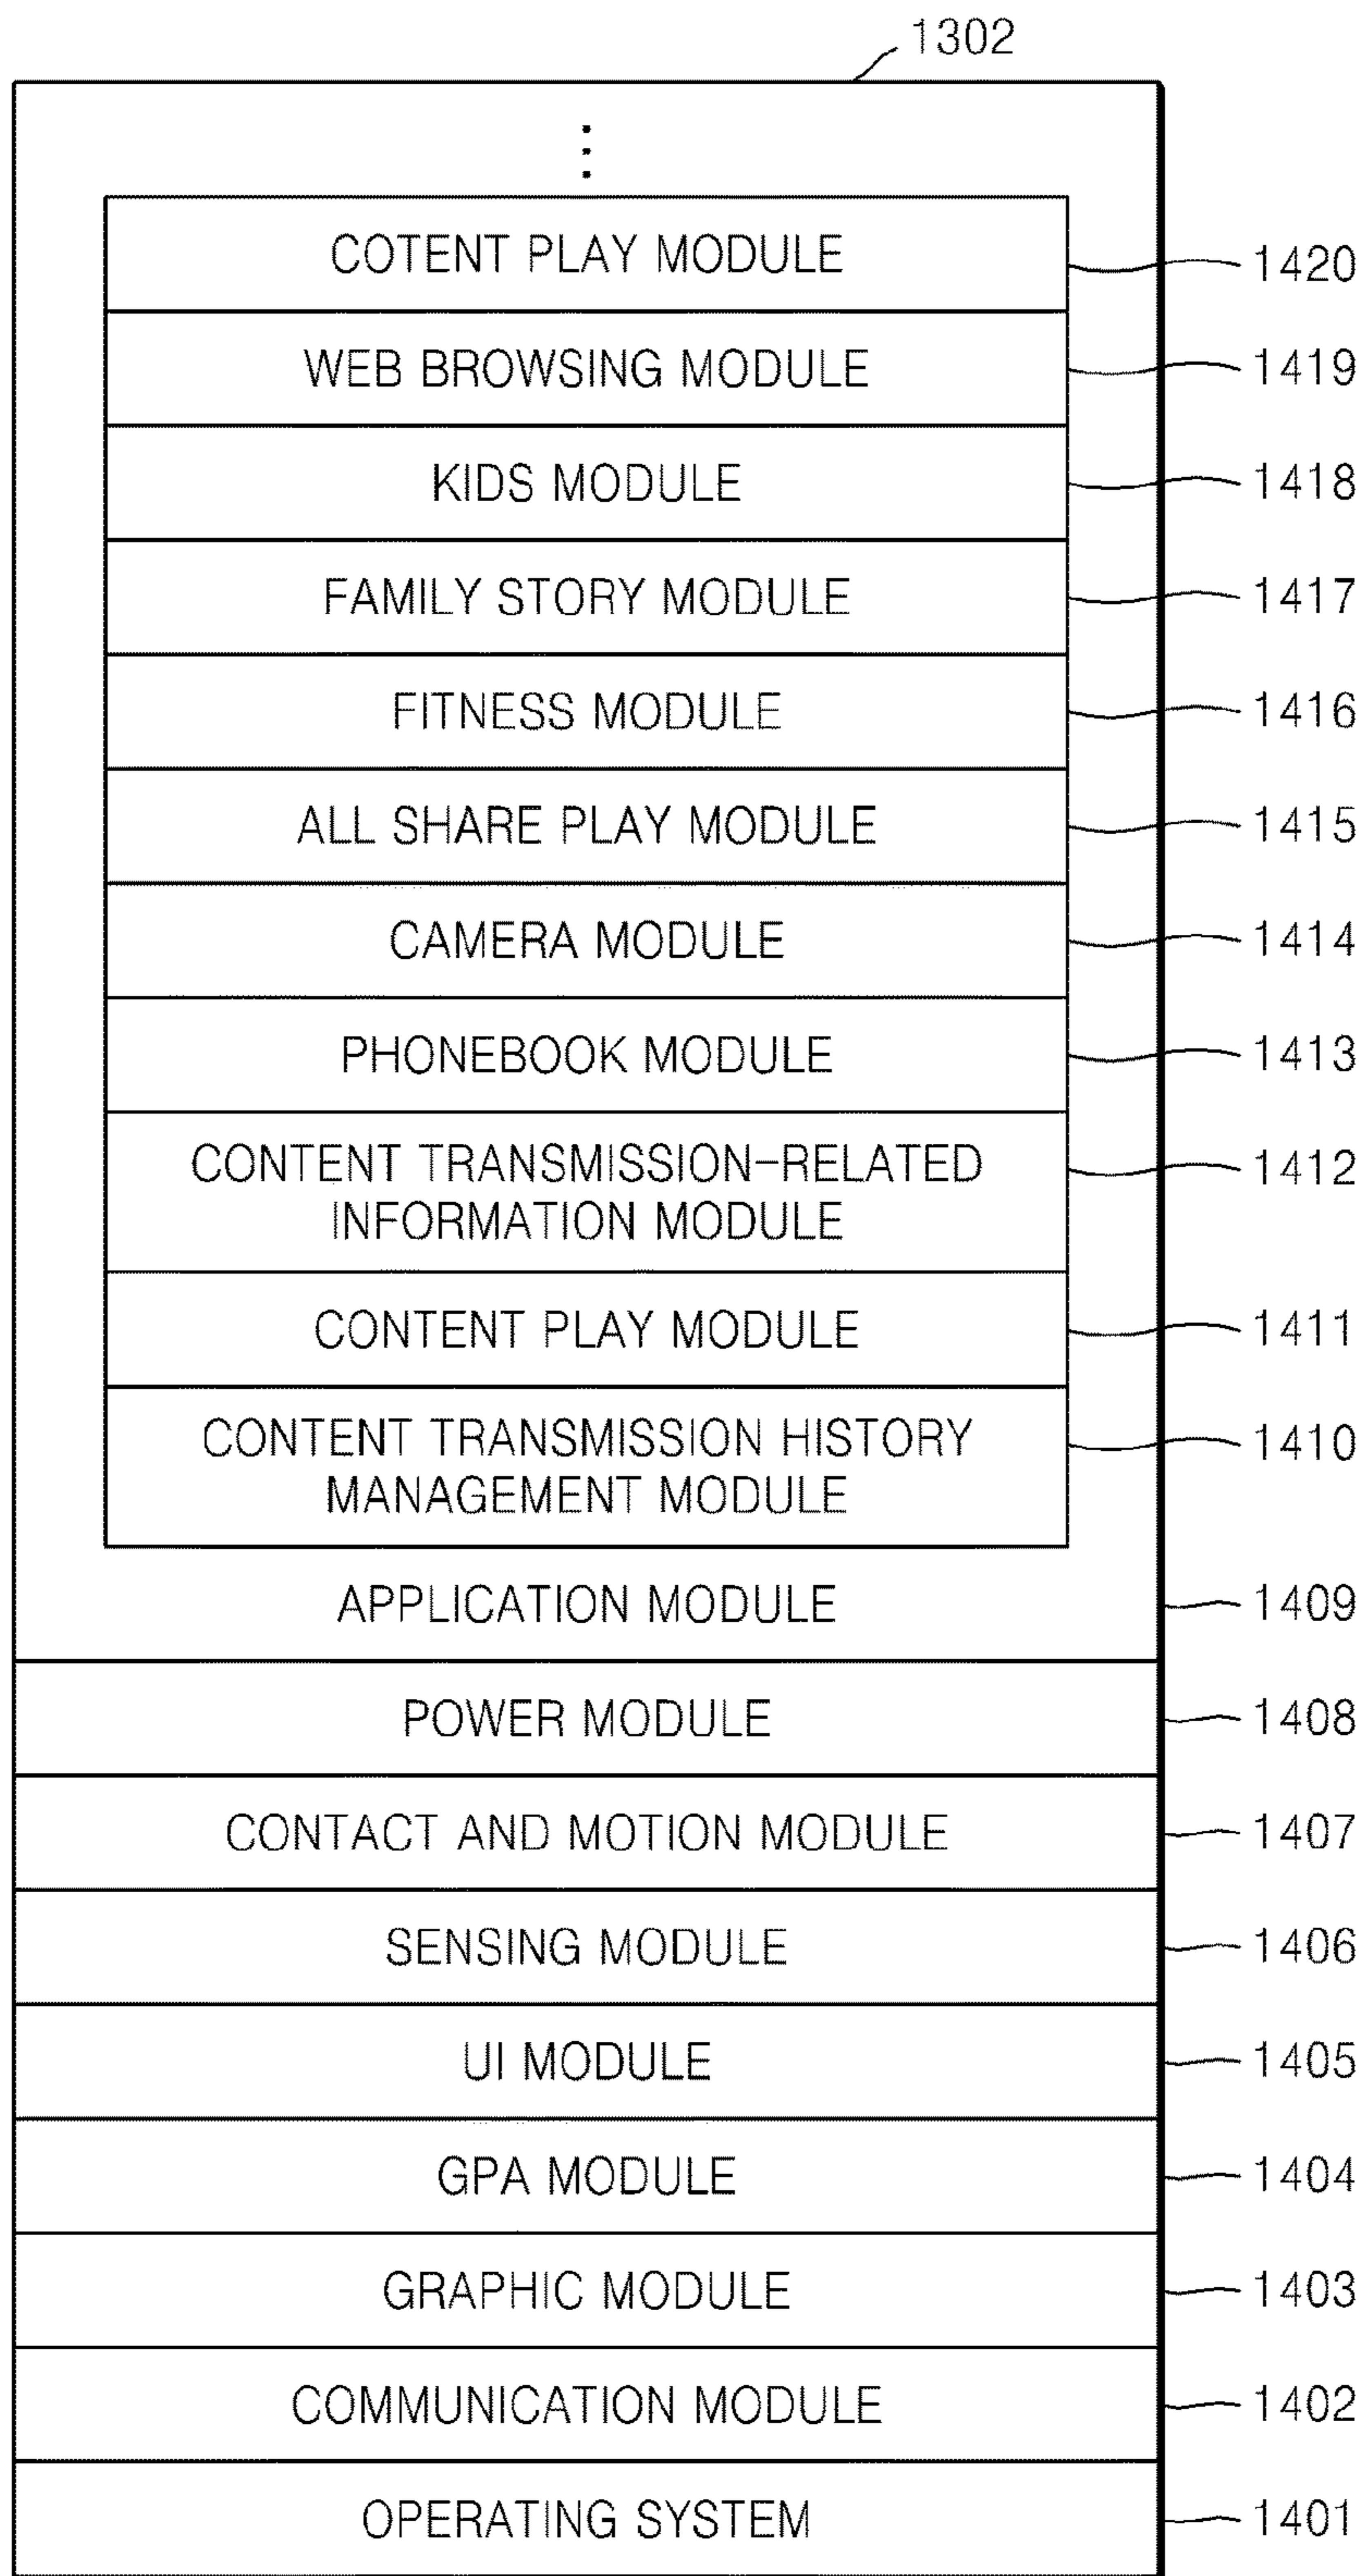 1302
COTENT PLAY MODULE 1420
WEB BROWSING MODULE 1419
KIDS MODULE 1418
FAMILY STORY MODULE 1417
FITNESS MODULE 1416
ALL SHARE PLAY MODULE 1415
CAMERA MODULE 1414
PHONEBOOK MODULE 1413
CONTENT TRANSMISSION-RELATED 1412
INFORMATION MODULE
CONTENT PLAY MODULE 1411
CONTENT TRANSMISSION HISTORY 1410
MANAGEMENT MODULE
APPLICATION MODULE 1409
POWER MODULE 1408
CONTACT AND MOTION MODULE 1407
SENSING MODULE 1406
UI MODULE 1405
GPA MODULE 1404
GRAPHIC MODULE 1403
COMMUNICATION MODULE 1402
OPERATING SYSTEM 1401